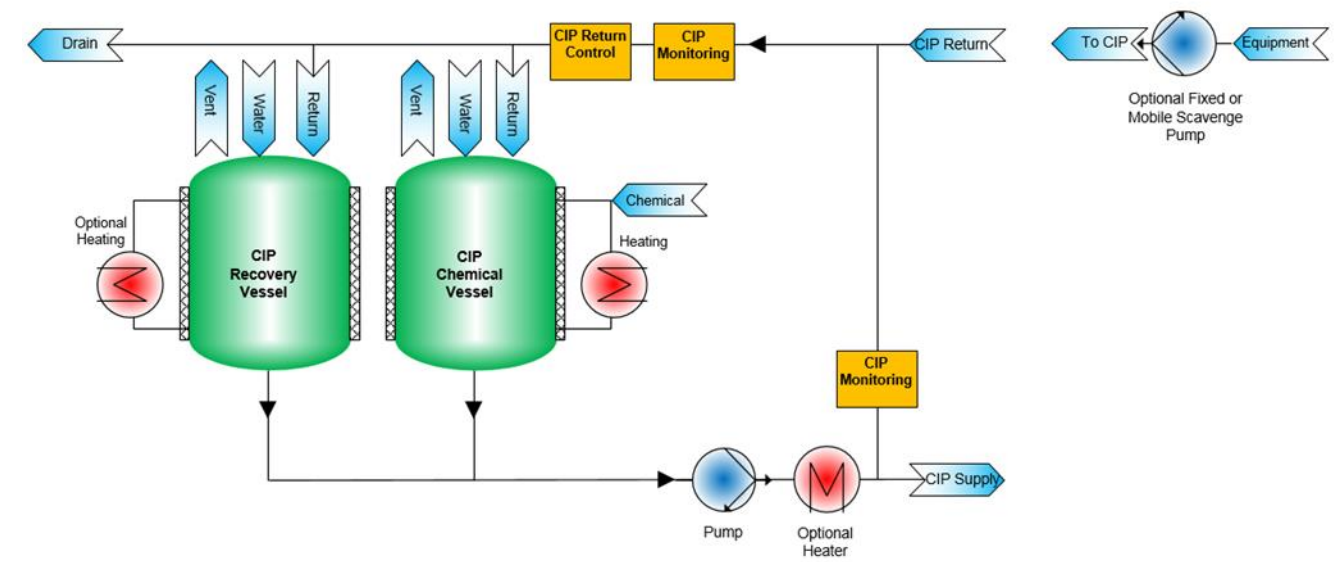 Drain
CIP Return
Control
CIP
Monitoring
CIP Return
To CIP
Equipment
Optional Fixed or
Mobile Scavenge
Pump
Vent
Water
Return
Vent
Water
Return
Optional
Heating
CIP
Recovery
Vessel
CIP
Chemical
Vessel
Chemical
Heating
CIP
Monitoring
Pump
Optional
Heater
CIP Supply